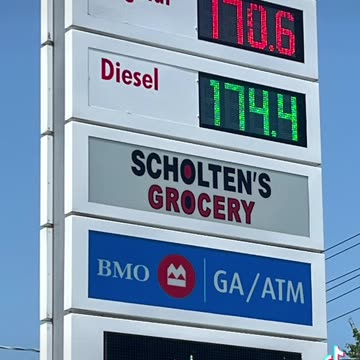 170.6
Diesel
174.4
SCHOLTEN'S
GROCERY
BMO GA/ATM